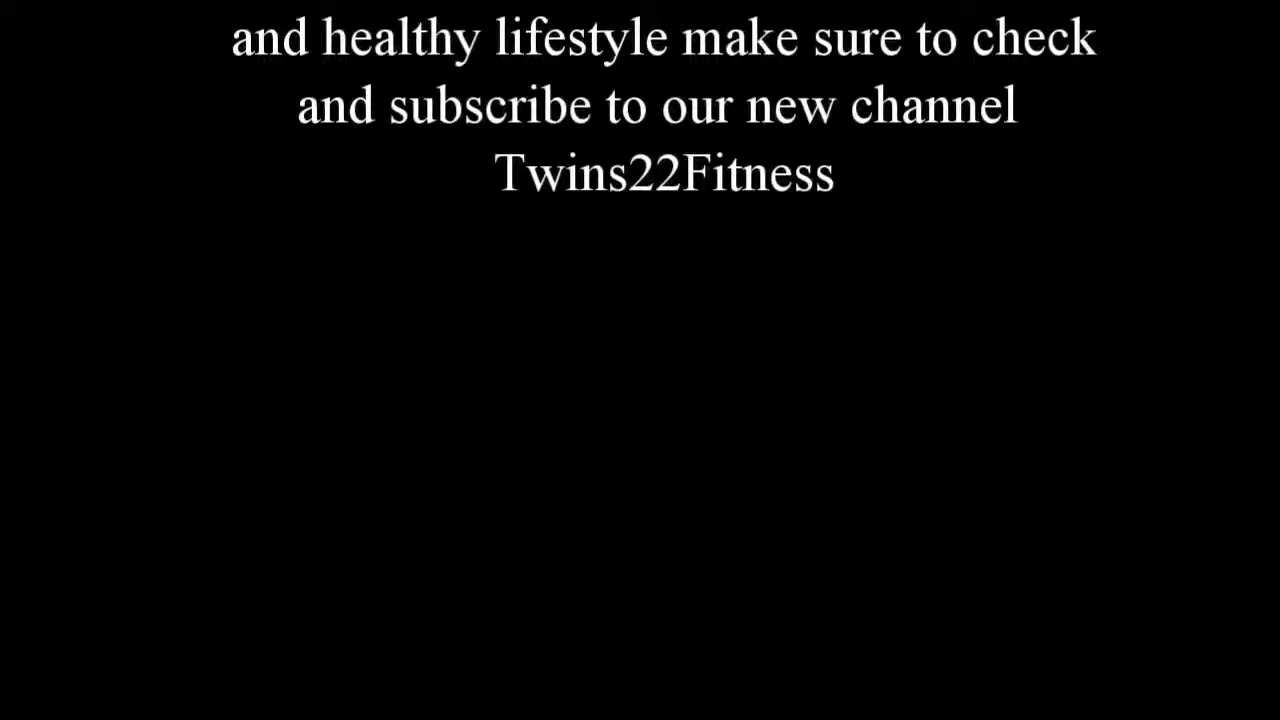 and healthy lifestyle make sure to check
and subscribe to our new channel
Twins22Fitness